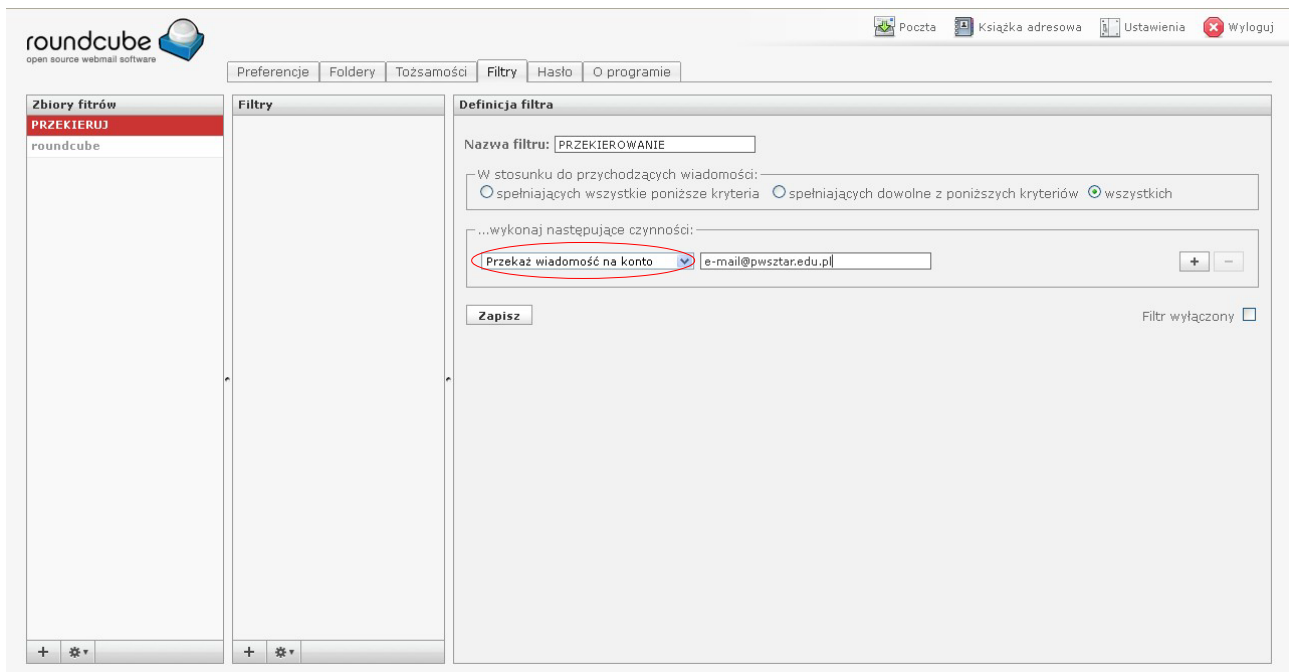 roundcube
open source webmail software
Poczta Książka adresowa Ustawienia Wyloguj
Preferencje Foldery Tożsamości Filtry Hasło O programie
Zbiory fitrów
PRZEKIERUJ
roundcube
Filtry
Definicja filtra
Nazwa filtru: PRZEKIEROWANIE
W stosunku do przychodzących wiadomości:
spełniających wszystkie poniższe kryteria spełniających dowolne z poniższych kryteriów wszystkich
...wykonaj następujące czynności:
Przekaż wiadomość na konto e-mail@pwsztar.edu.pl
Zapisz Filtr wyłączony